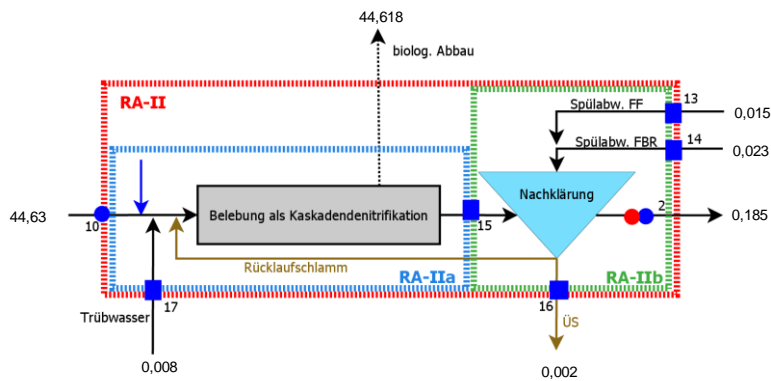 44,618
biolog. Abbau
RA-II
13
Spülabw. FF
0,015
14
Spülabw. FBR
0,023
Nachklärung
44,63
10
Belebung als Kaskadendenitrifikation
15
2
0,185
Rücklaufschlamm
RA-IIa
RA-IIb
17
16
Trübwasser
ÜS
0,008
0,002